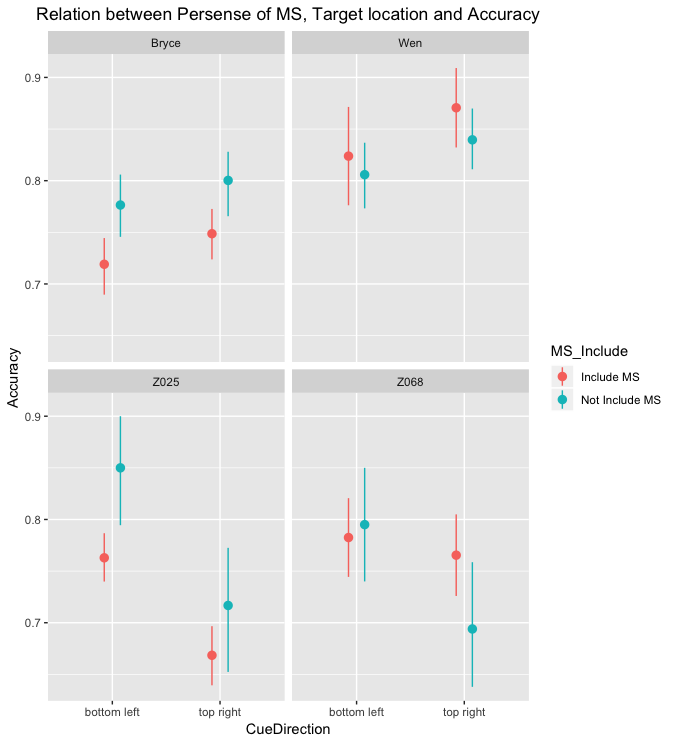 Relation between Persense of MS, Target location and Accuracy
Bryce
Wen
0.9
0.8
0.7
Z025
Z068
0.9
0.8
0.7
bottom left
top right
bottom left
top right
CueDirection
Accuracy
MS_Include
Include MS
Not Include MS